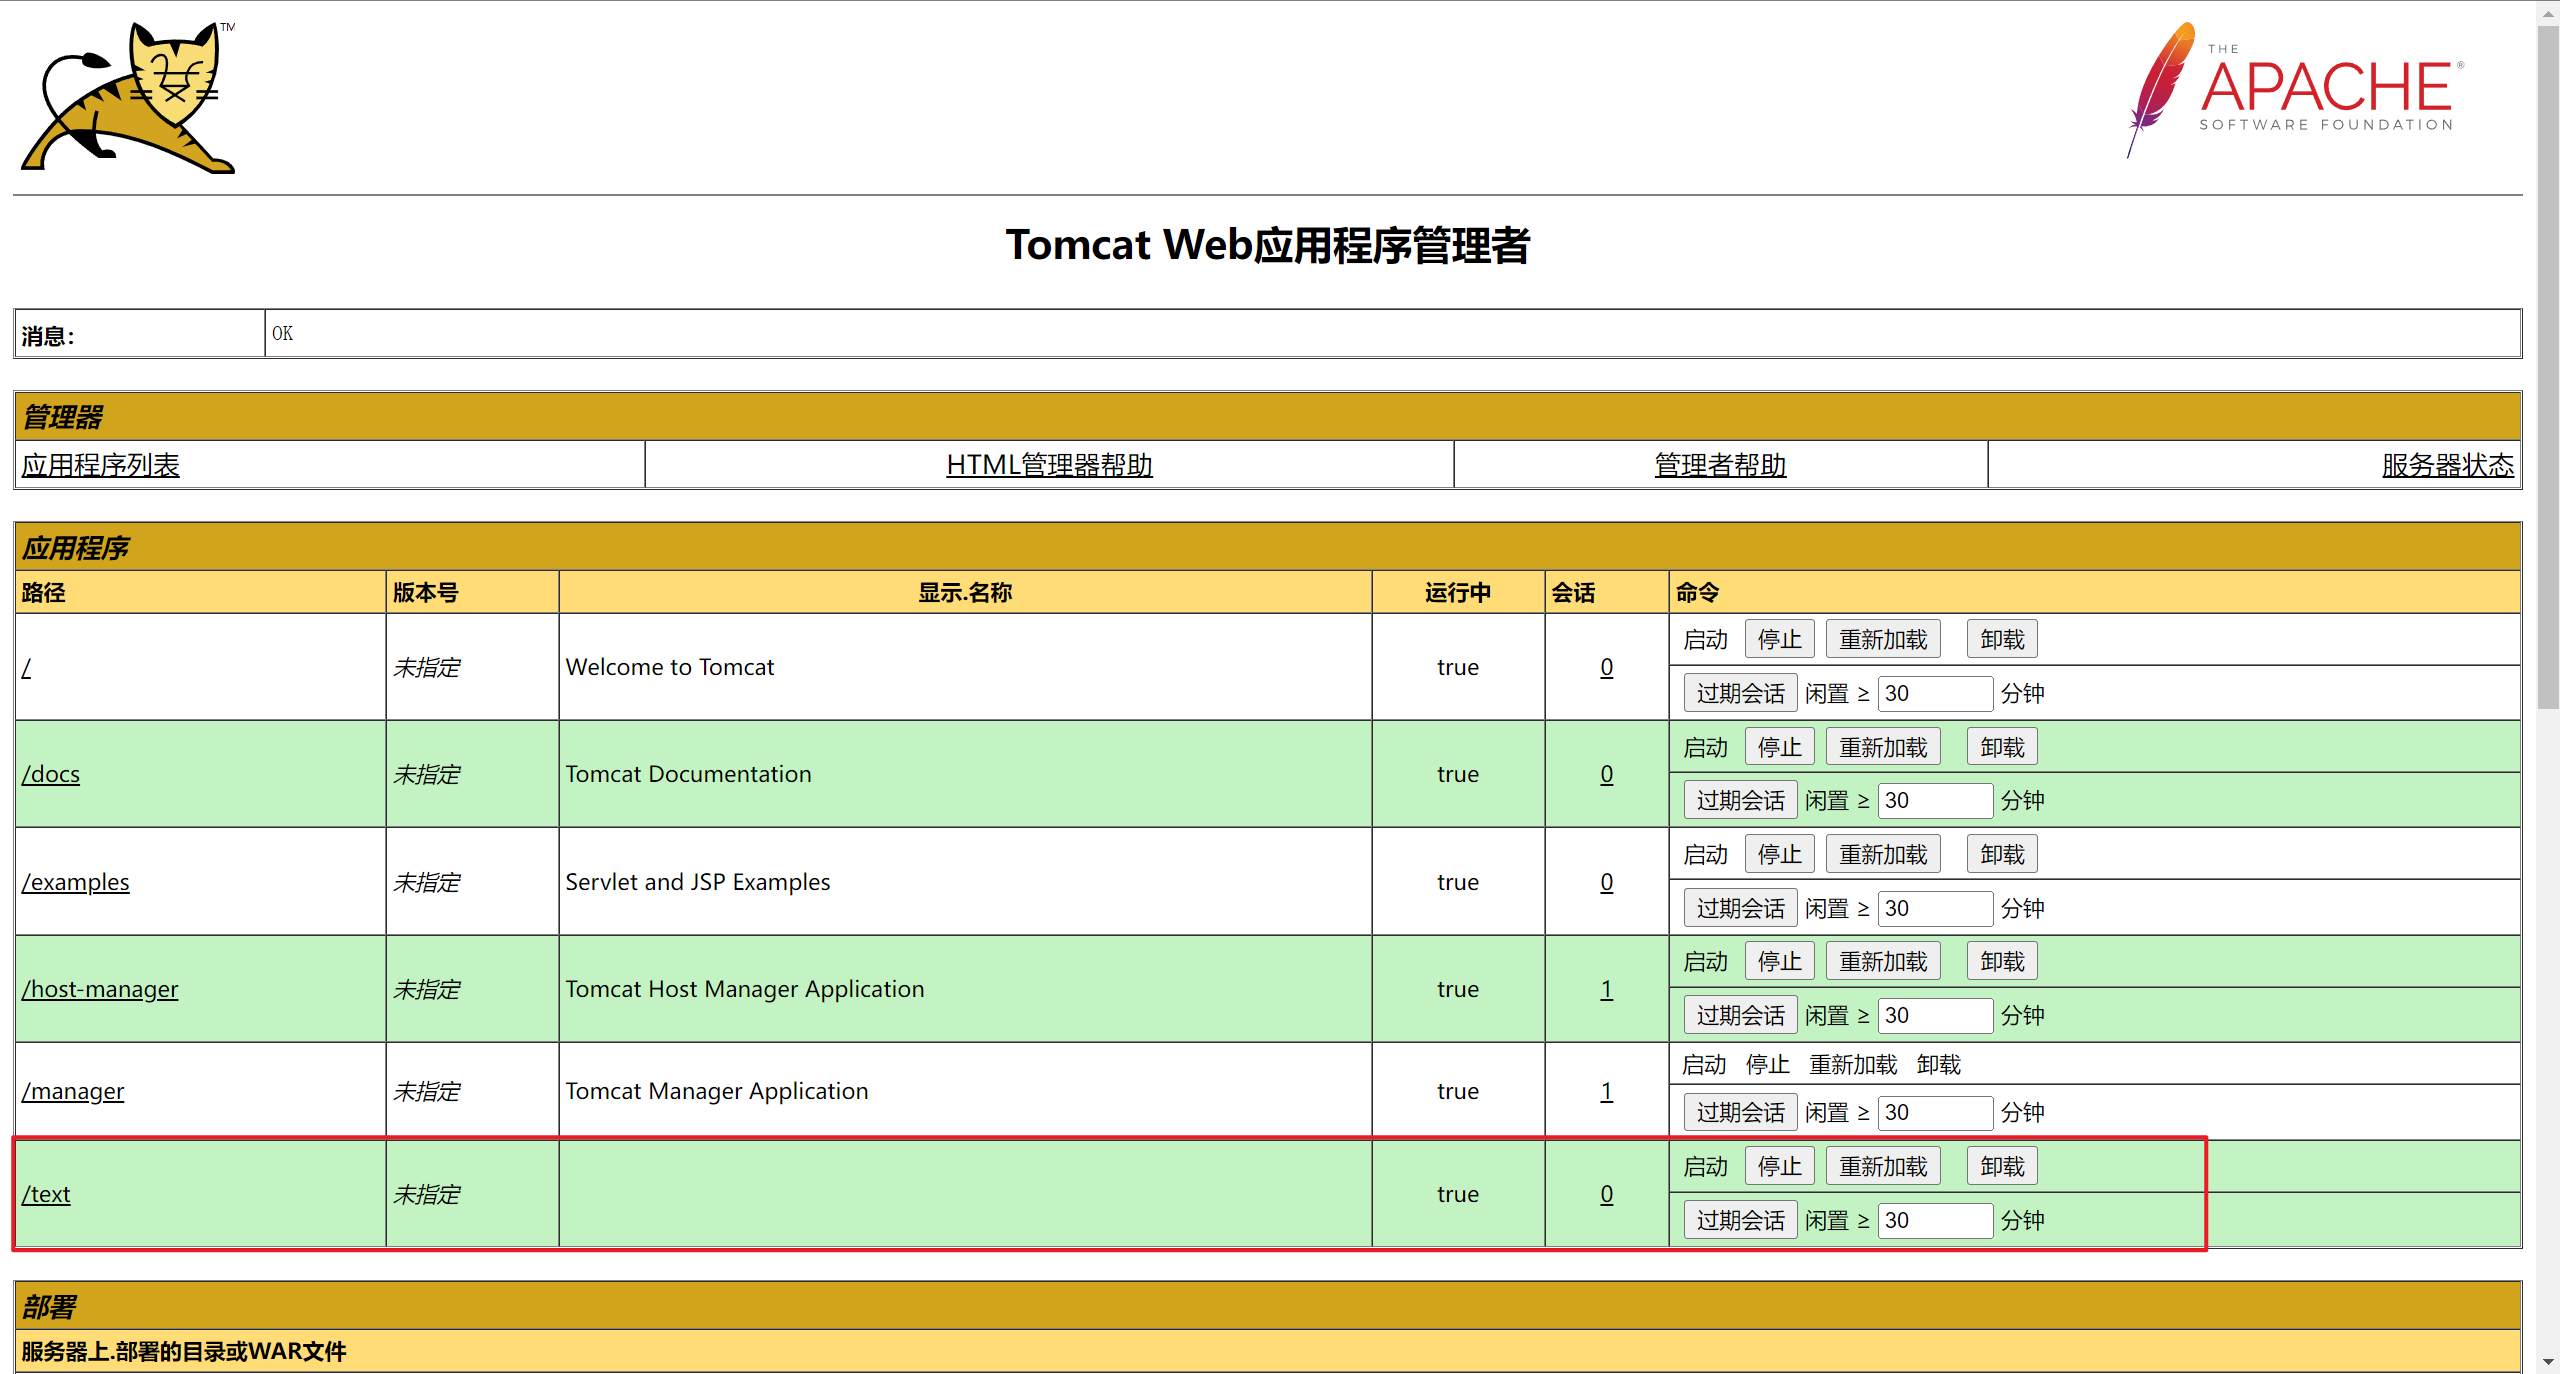 TM
THE
APACHE®
SOFTWARE FOUNDATION
Tomcat Web应用程序管理者
消息： OK
管理器
应用程序列表 HTML管理器帮助 管理者帮助 服务器状态
应用程序
路径 版本号 显示.名称 运行中 会话 命令
/ 未指定 Welcome to Tomcat true 0 启动 停止 重新加载 卸载
过期会话 闲置 ≥ 30 分钟
/docs 未指定 Tomcat Documentation true 0 启动 停止 重新加载 卸载
过期会话 闲置 ≥ 30 分钟
/examples 未指定 Servlet and JSP Examples true 0 启动 停止 重新加载 卸载
过期会话 闲置 ≥ 30 分钟
/host-manager 未指定 Tomcat Host Manager Application true 1 启动 停止 重新加载 卸载
过期会话 闲置 ≥ 30 分钟
/manager 未指定 Tomcat Manager Application true 1 启动 停止 重新加载 卸载
过期会话 闲置 ≥ 30 分钟
/text 未指定 true 0 启动 停止 重新加载 卸载
过期会话 闲置 ≥ 30 分钟
部署
服务器上.部署的目录或WAR文件